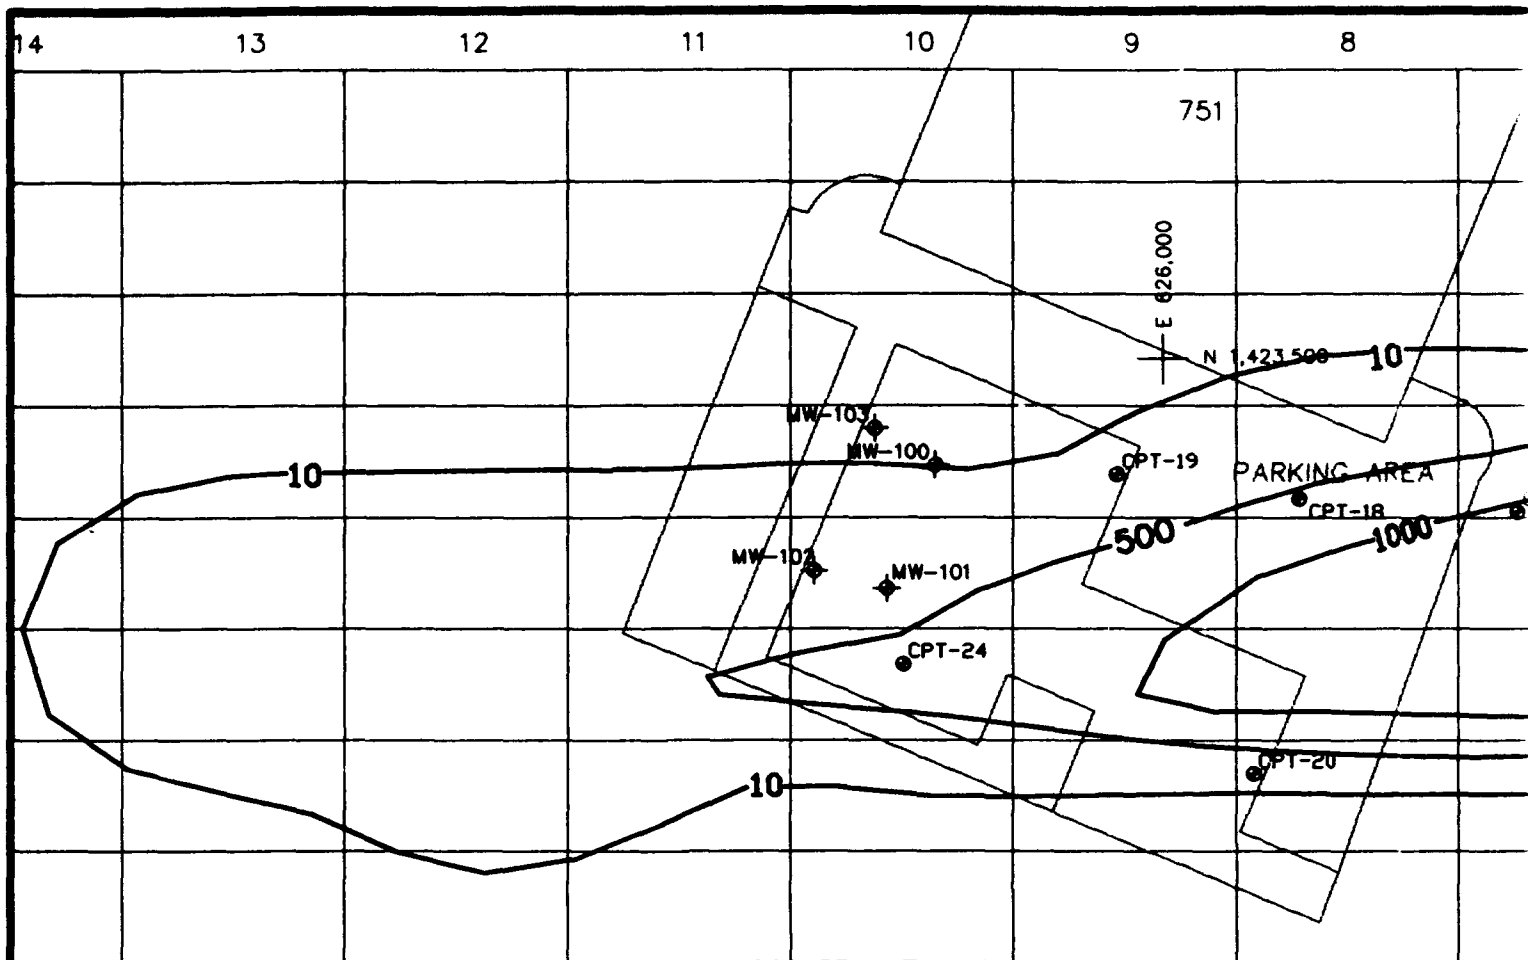 14 13 12 11 10 9 8
751
E 626,000
N 1,423,500
10
MW-103
MW-100
CPT-19
PARKING AREA
10
CPT-18
500
1000
MW-102
MW-101
CPT-24
CPT-20
10